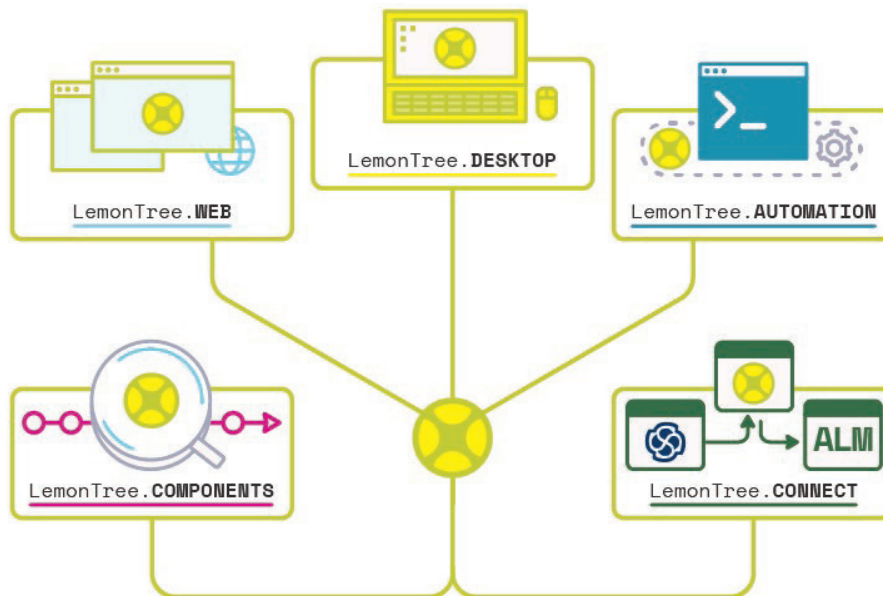 LemonTree.DESKTOP
LemonTree.WEB
LemonTree.AUTOMATION
>_
ALM
LemonTree.COMPONENTS
LemonTree.CONNECT